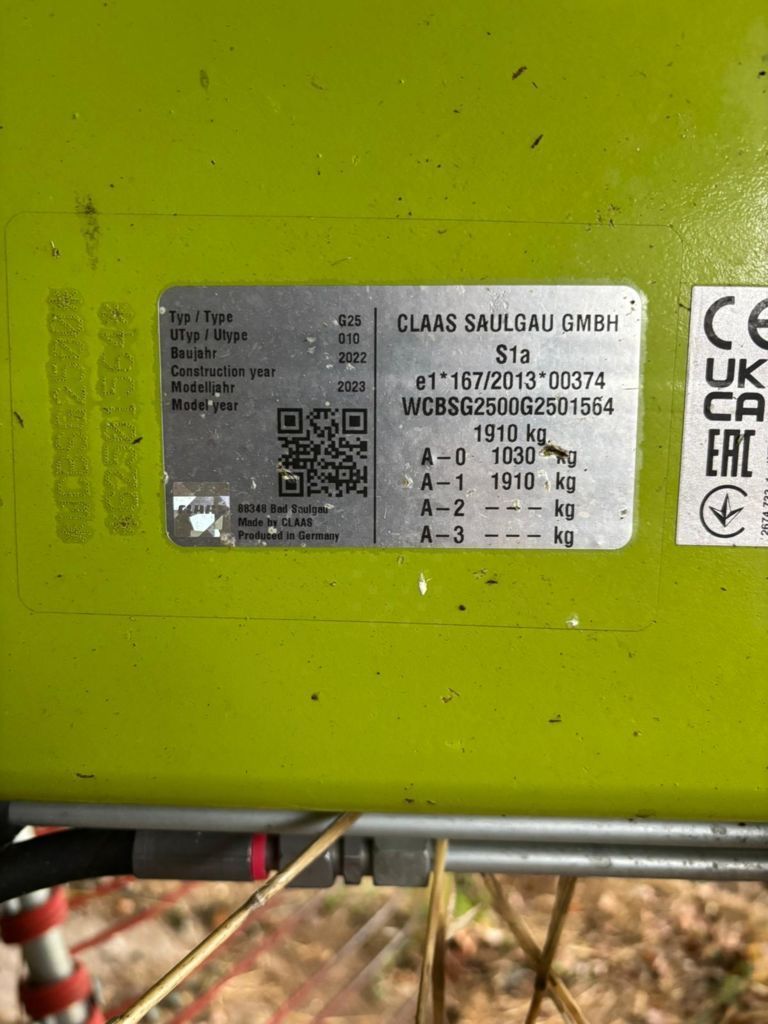 Typ / Type G25
UTyp / Utype 010
Baujahr
Construction year 2022
Modelljahr
Model year 2023
CLAAS
88348 Bad Saulgau
Made by CLAAS
Produced in Germany
CLAAS SAULGAU GMBH
S1a
e1*167/2013*00374
WCBSG2500G2501564
1910 kg
A-0 1030 kg
A-1 1910 kg
A-2 --- kg
A-3 --- kg
CE
UK
CA
EAC